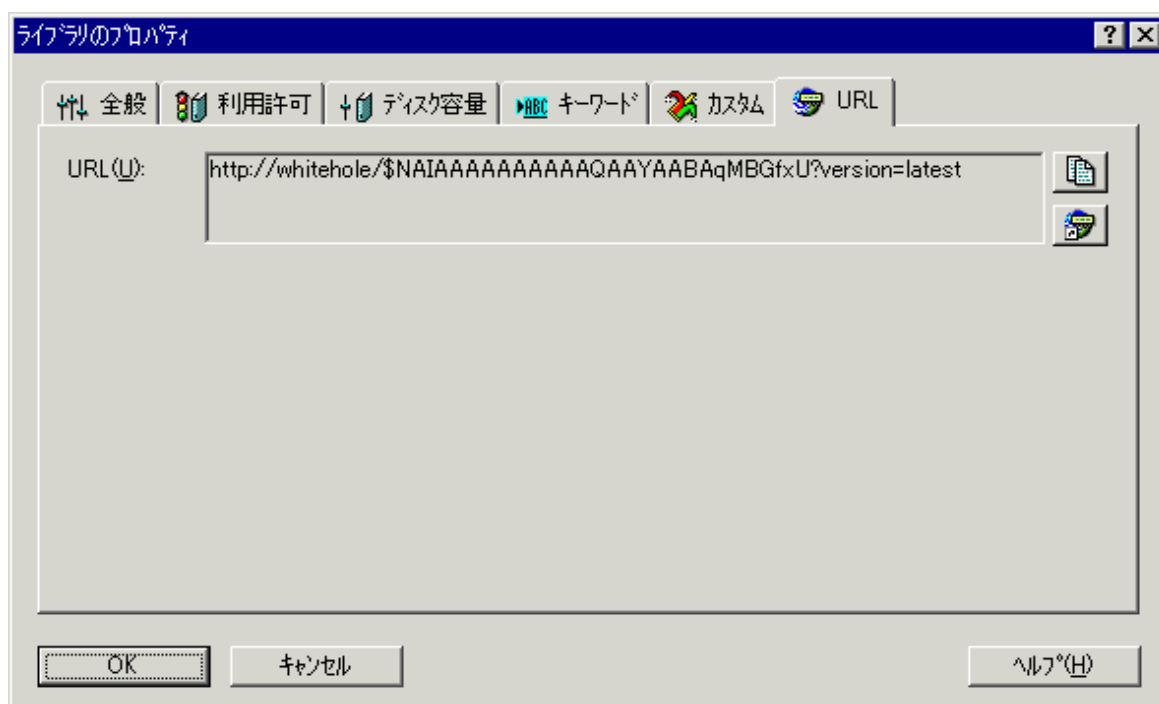 ﾗｲﾌﾞﾗﾘのﾌﾟﾛﾊﾟﾃｨ
全般 利用許可 ﾃﾞｨｽｸ容量 ABC ｷｰﾜｰﾄﾞ ｶｽﾀﾑ URL
URL(U): http://whitehole/$NAIAAAAAAAAAAQAAYAABAqMBGfxU?version=latest
OK ｷｬﾝｾﾙ ﾍﾙﾌﾟ(H)